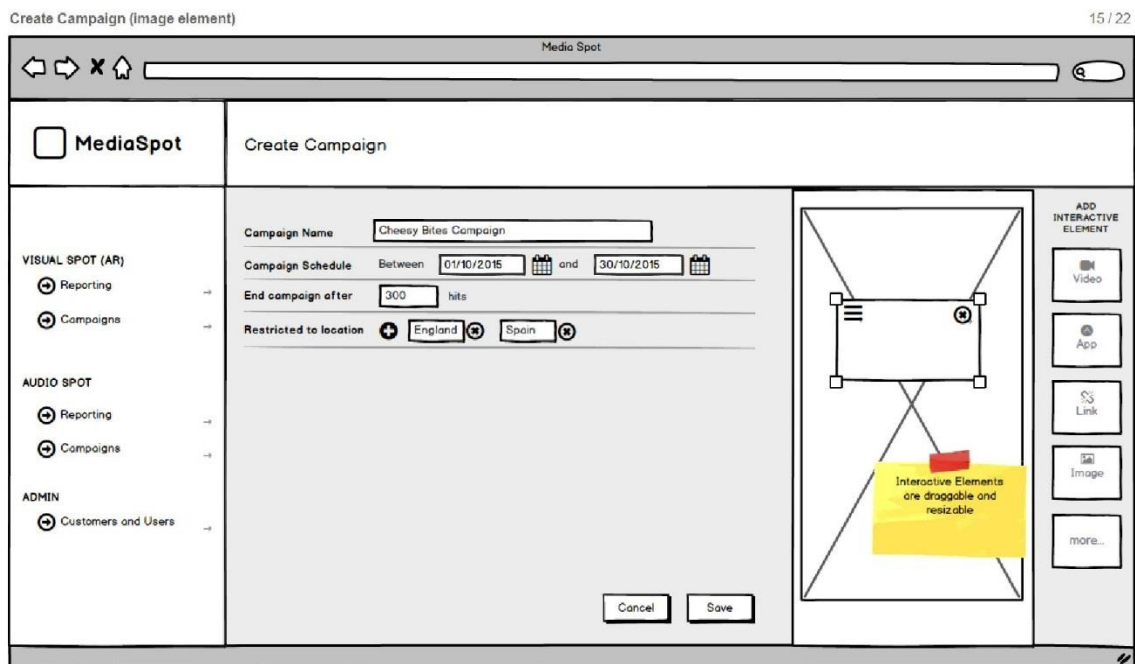 Create Campaign (image element)
15 / 22
Media Spot
MediaSpot
Create Campaign
VISUAL SPOT (AR)
Reporting
Campaigns
AUDIO SPOT
Reporting
Campaigns
ADMIN
Customers and Users
Campaign Name
Cheesy Bites Campaign
Campaign Schedule
Between
01/10/2015
and
30/10/2015
End campaign after
300
hits
Restricted to location
England
Spain
Cancel
Save
Interactive Elements
are draggable and
resizable
ADD
INTERACTIVE
ELEMENT
Video
App
Link
Image
more...